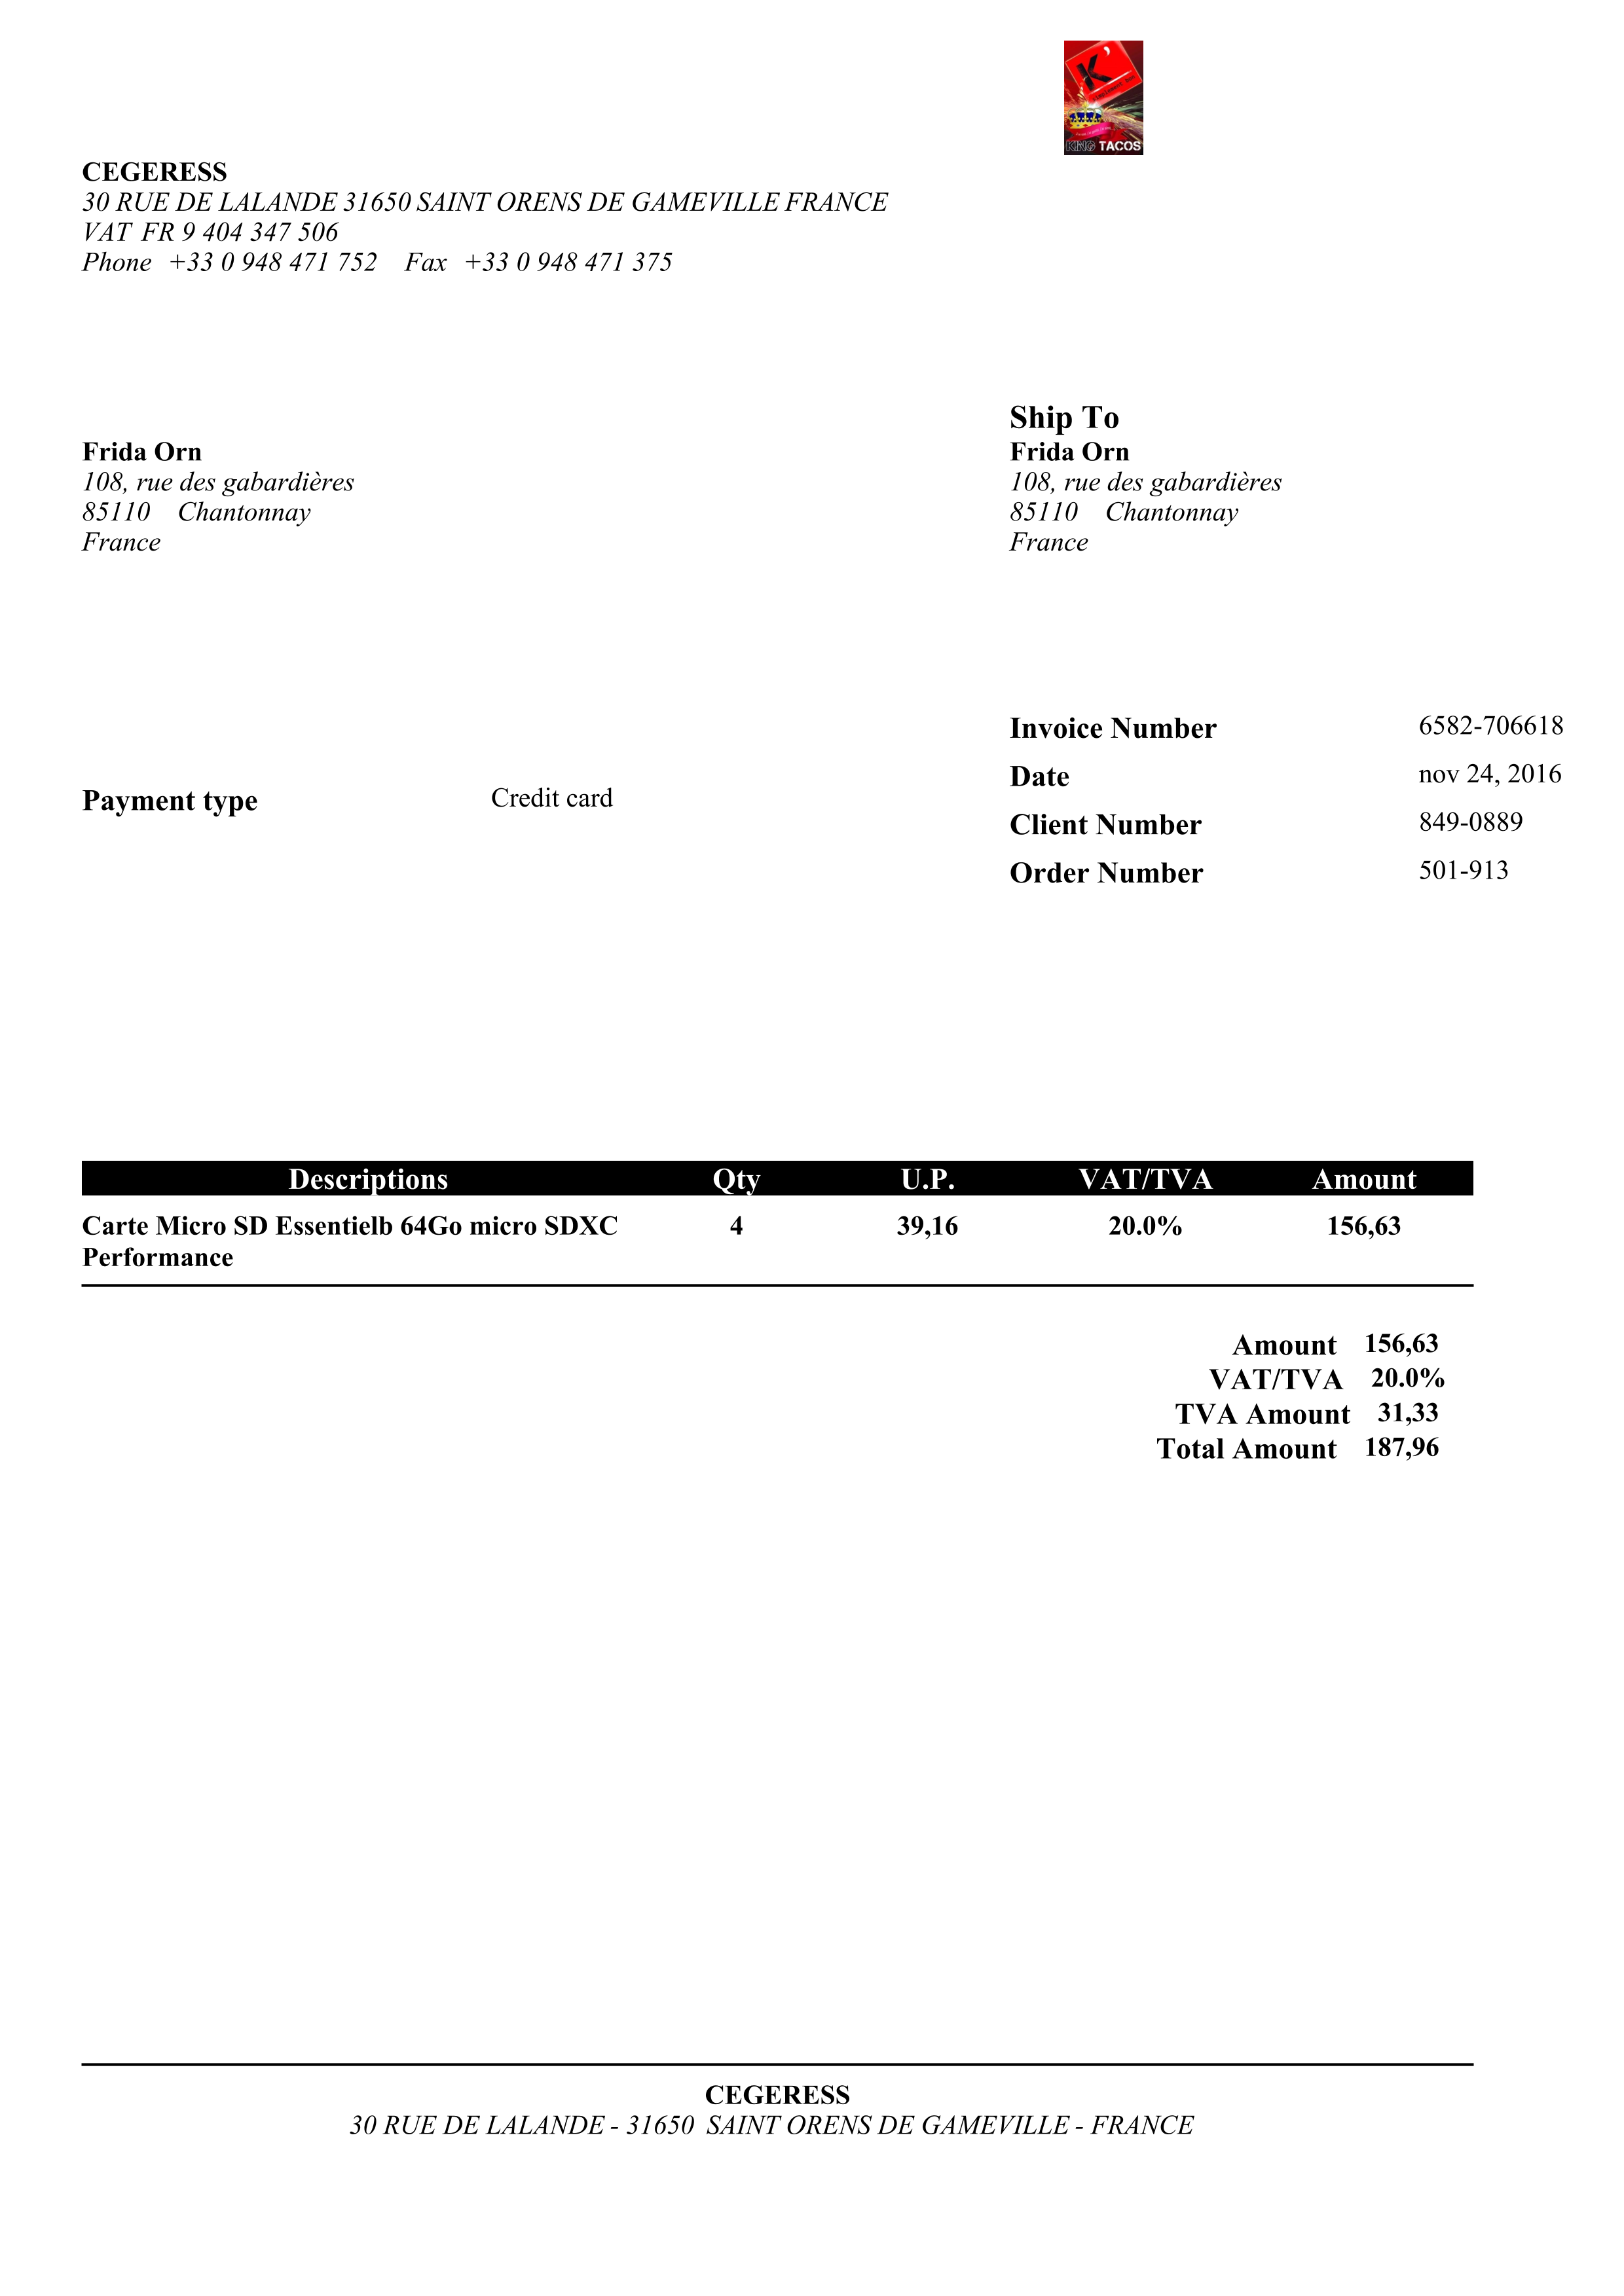 K'
KING TACOS
CEGERESS
30 RUE DE LALANDE 31650 SAINT ORENS DE GAMEVILLE FRANCE
VAT FR 9 404 347 506
Phone +33 0 948 471 752 Fax +33 0 948 471 375
Frida Orn
108, rue des gabardières
85110 Chantonnay
France
Ship To
Frida Orn
108, rue des gabardières
85110 Chantonnay
France
Payment type Credit card
Invoice Number 6582-706618
Date nov 24, 2016
Client Number 849-0889
Order Number 501-913
Descriptions Qty U.P. VAT/TVA Amount
Carte Micro SD Essentielb 64Go micro SDXC 4 39,16 20.0% 156,63
Performance
Amount 156,63
VAT/TVA 20.0%
TVA Amount 31,33
Total Amount 187,96
CEGERESS
30 RUE DE LALANDE - 31650 SAINT ORENS DE GAMEVILLE - FRANCE